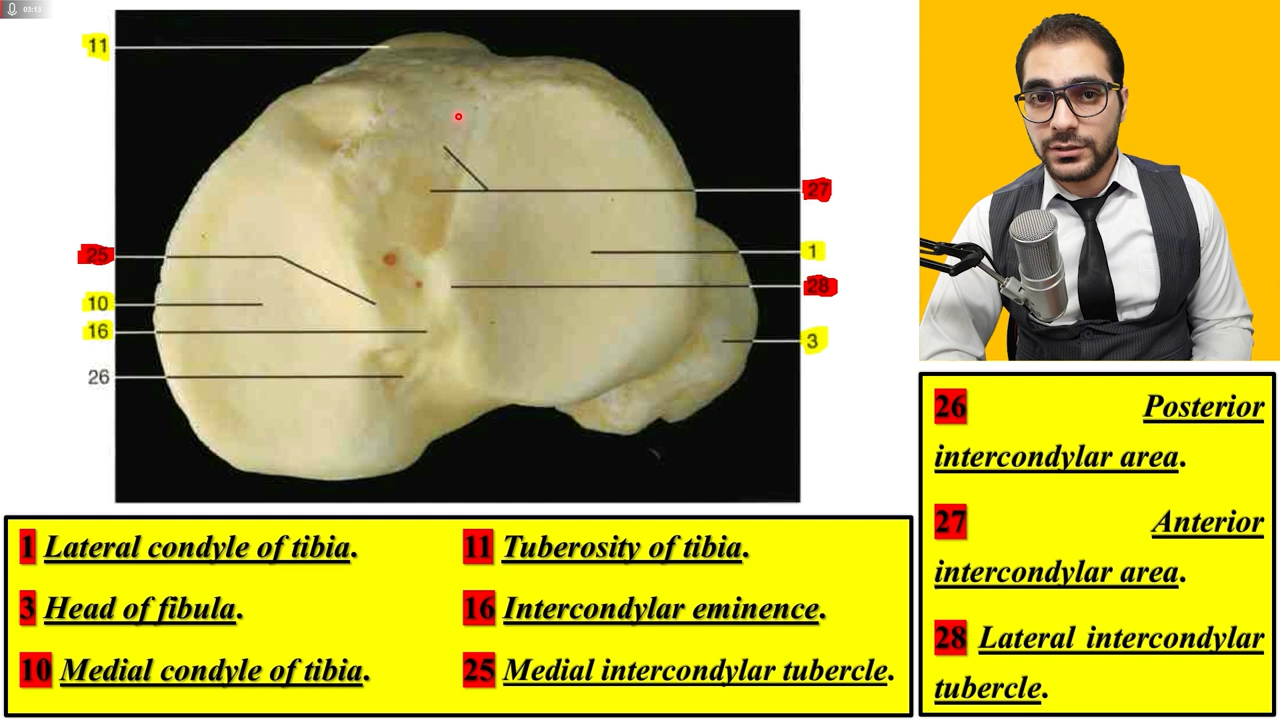 03:33
11
27
25
1
28
10
16
3
26
1 Lateral condyle of tibia.
3 Head of fibula.
10 Medial condyle of tibia.
11 Tuberosity of tibia.
16 Intercondylar eminence.
25 Medial intercondylar tubercle.
26 Posterior
intercondylar area.
27 Anterior
intercondylar area.
28 Lateral intercondylar
tubercle.